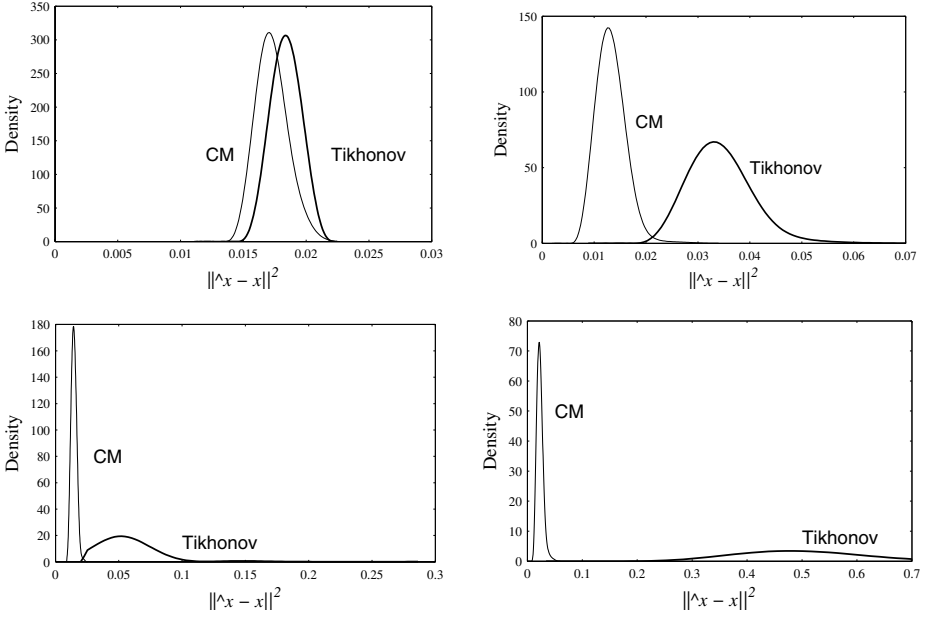 350
300
250
200
150
100
50
0
Density
CM
Tikhonov
0 0.005 0.01 0.015 0.02 0.025 0.03
||^x − x||²
150
100
50
0
Density
CM
Tikhonov
0 0.01 0.02 0.03 0.04 0.05 0.06 0.07
||^x − x||²
180
160
140
120
100
80
60
40
20
0
Density
CM
Tikhonov
0 0.05 0.1 0.15 0.2 0.25 0.3
||^x − x||²
80
70
60
50
40
30
20
10
0
Density
CM
Tikhonov
0 0.1 0.2 0.3 0.4 0.5 0.6 0.7
||^x − x||²